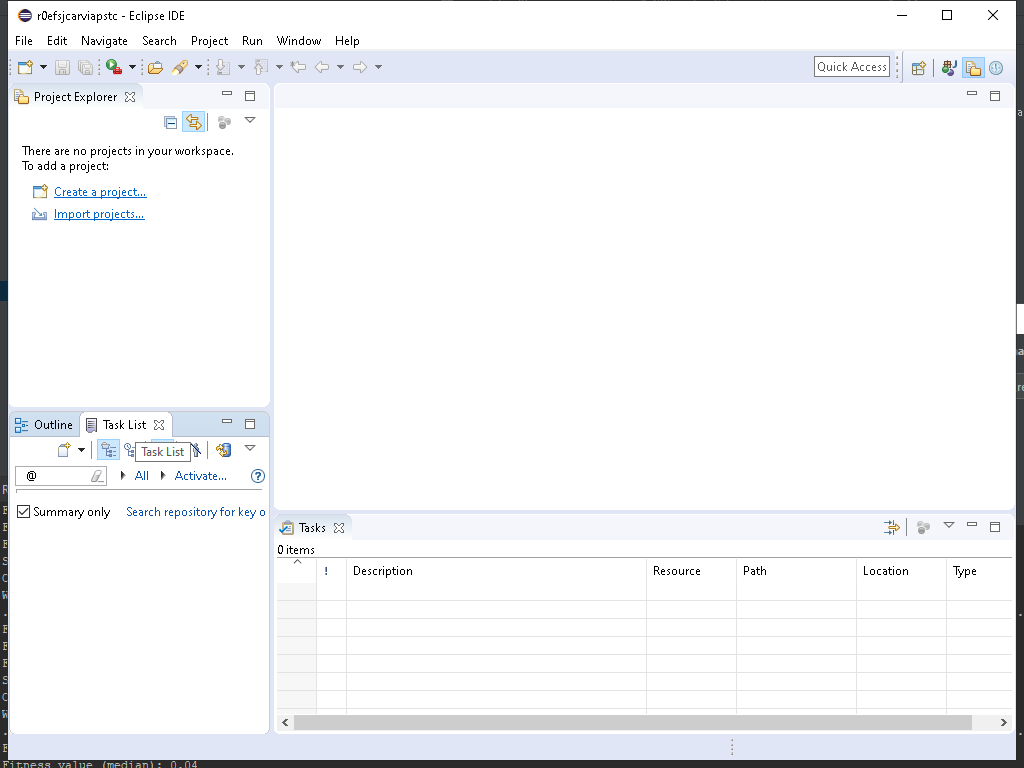 r0efsjcarviapstc - Eclipse IDE
File Edit Navigate Search Project Run Window Help
Quick Access
Project Explorer
There are no projects in your workspace.
To add a project:
Create a project...
Import projects...
Outline Task List
Task List
@ All Activate...
Summary only Search repository for key o
Tasks
0 items
! Description Resource Path Location Type
Fitness value (median): 0.04